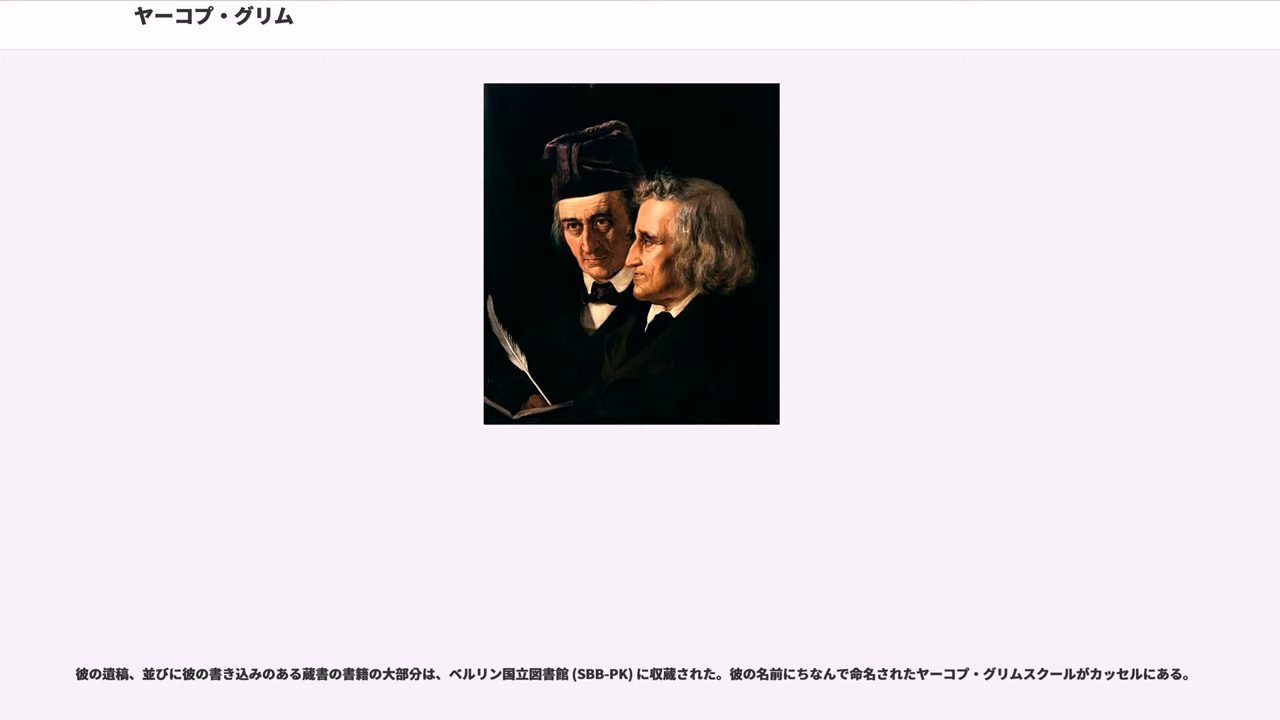 ヤーコプ・グリム
彼の遺稿、並びに彼の書き込みのある蔵書の書籍の大部分は、ベルリン国立図書館 (SBB-PK) に収蔵された。彼の名前にちなんで命名されたヤーコプ・グリムスクールがカッセルにある。